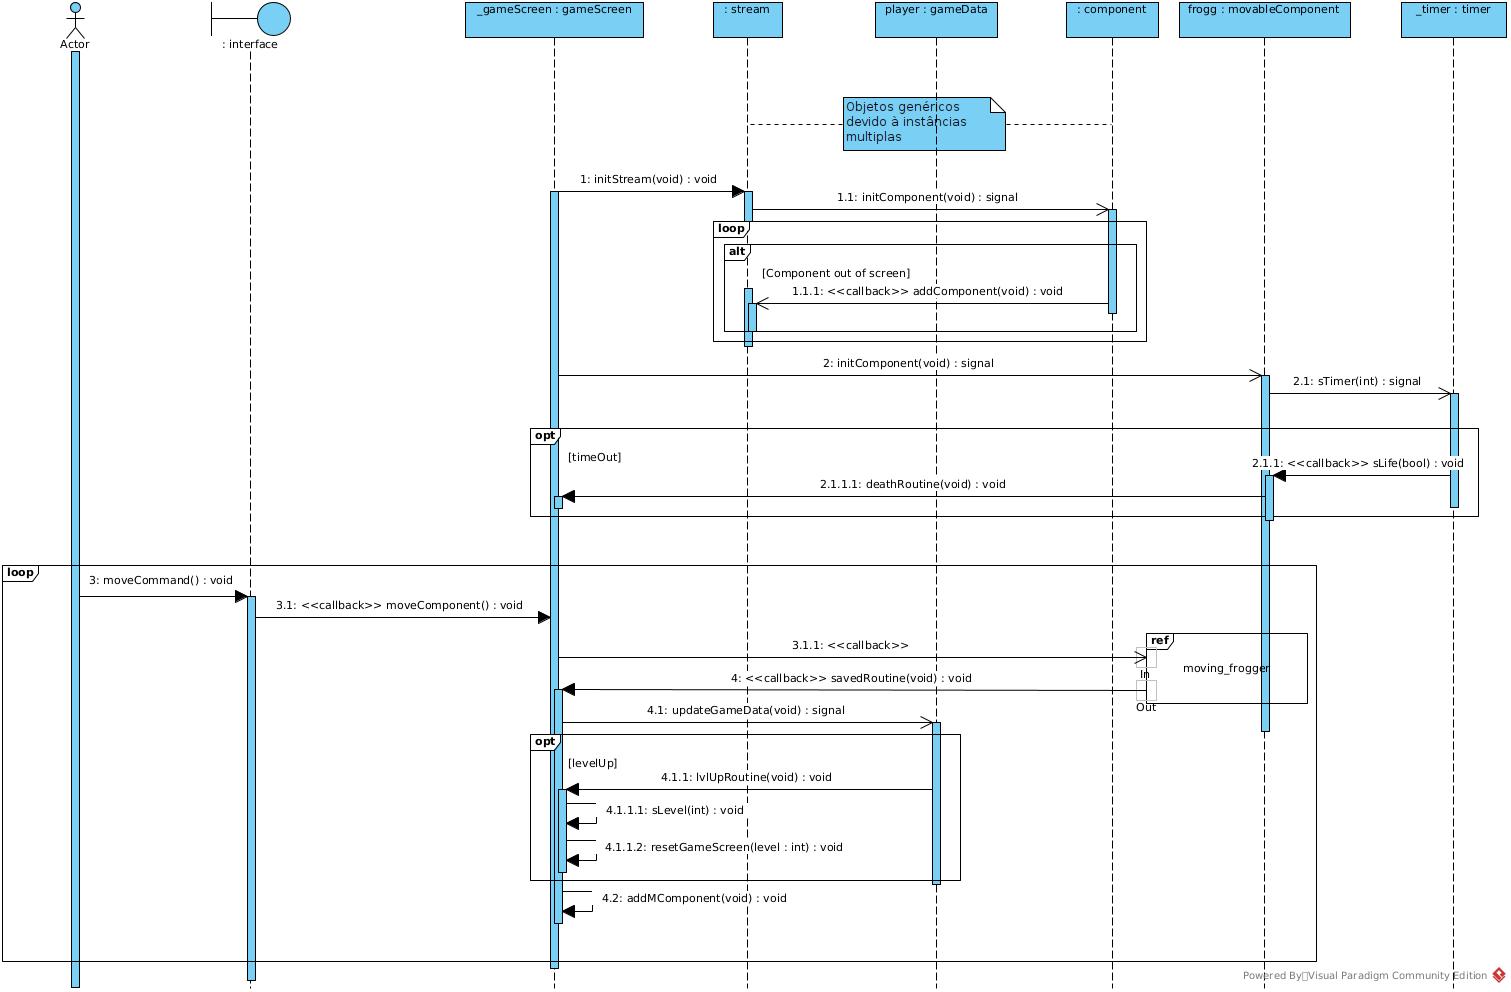 _gameScreen : gameScreen
: stream
player : gameData
: component
frogg : movableComponent
_timer : timer
Actor
: interface
Objetos genéricos
devido à instâncias
multiplas
1: initStream(void) : void
1.1: initComponent(void) : signal
loop
alt
[Component out of screen]
1.1.1: <<callback>> addComponent(void) : void
2: initComponent(void) : signal
2.1: sTimer(int) : signal
opt
[timeOut]
2.1.1: <<callback>> sLife(bool) : void
2.1.1.1: deathRoutine(void) : void
loop
3: moveCommand() : void
3.1: <<callback>> moveComponent() : void
3.1.1: <<callback>>
ref
moving_frogger
In
4: <<callback>> savedRoutine(void) : void
Out
4.1: updateGameData(void) : signal
opt
[levelUp]
4.1.1: lvlUpRoutine(void) : void
4.1.1.1: sLevel(int) : void
4.1.1.2: resetGameScreen(level : int) : void
4.2: addMComponent(void) : void
Powered By Visual Paradigm Community Edition